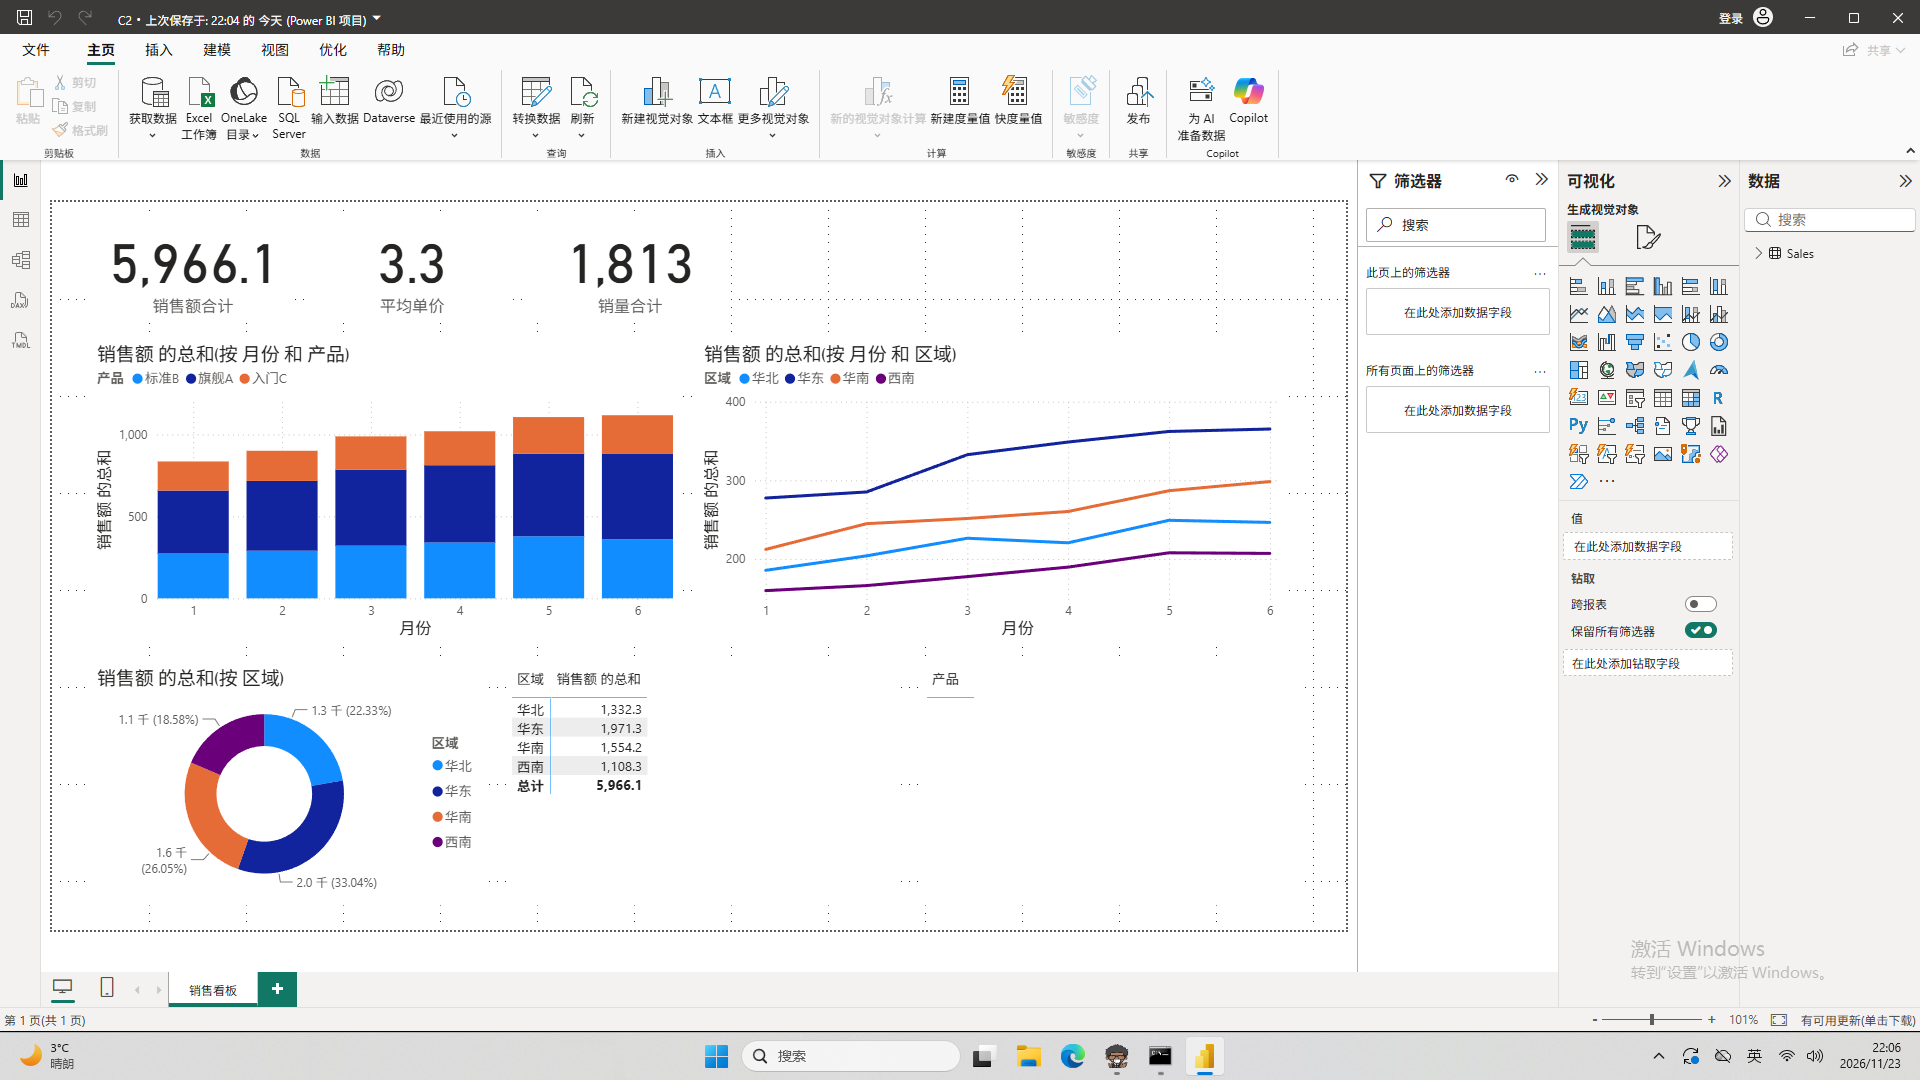 C2 • 上次保存于: 22:04 的 今天 (Power BI 项目)
登录
文件 主页 插入 建模 视图 优化 帮助
共享
粘贴
剪切
复制
格式刷
剪贴板
获取数据
Excel 工作簿
OneLake 目录
SQL Server
输入数据
Dataverse
最近使用的源
数据
转换数据
刷新
查询
新建视觉对象
文本框
更多视觉对象
插入
新的视觉对象计算
新建度量值
快度量值
计算
敏感度
敏感度
发布
共享
为 AI 准备数据
Copilot
Copilot
DAX
TMDL
5,966.1
销售额合计
3.3
平均单价
1,813
销量合计
销售额 的总和(按 月份 和 产品)
产品 标准B 旗舰A 入门C
销售额 的总和
1,000
500
0
1 2 3 4 5 6
月份
销售额 的总和(按 月份 和 区域)
区域 华北 华东 华南 西南
销售额 的总和
400
300
200
1 2 3 4 5 6
月份
销售额 的总和(按 区域)
1.3 千 (22.33%)
2.0 千 (33.04%)
1.6 千
(26.05%)
1.1 千 (18.58%)
区域
华北
华东
华南
西南
区域 销售额 的总和
华北 1,332.3
华东 1,971.3
华南 1,554.2
西南 1,108.3
总计 5,966.1
产品
筛选器
搜索
此页上的筛选器 ...
在此处添加数据字段
所有页面上的筛选器 ...
在此处添加数据字段
可视化
生成视觉对象
123
R
Py
...
值
在此处添加数据字段
钻取
跨报表
保留所有筛选器
在此处添加钻取字段
数据
搜索
Sales
激活 Windows
转到"设置"以激活 Windows。
销售看板
+
第 1 页(共 1 页)
- + 101%
有可用更新(单击下载)
3°C
晴朗
搜索
英
22:06
2026/11/23